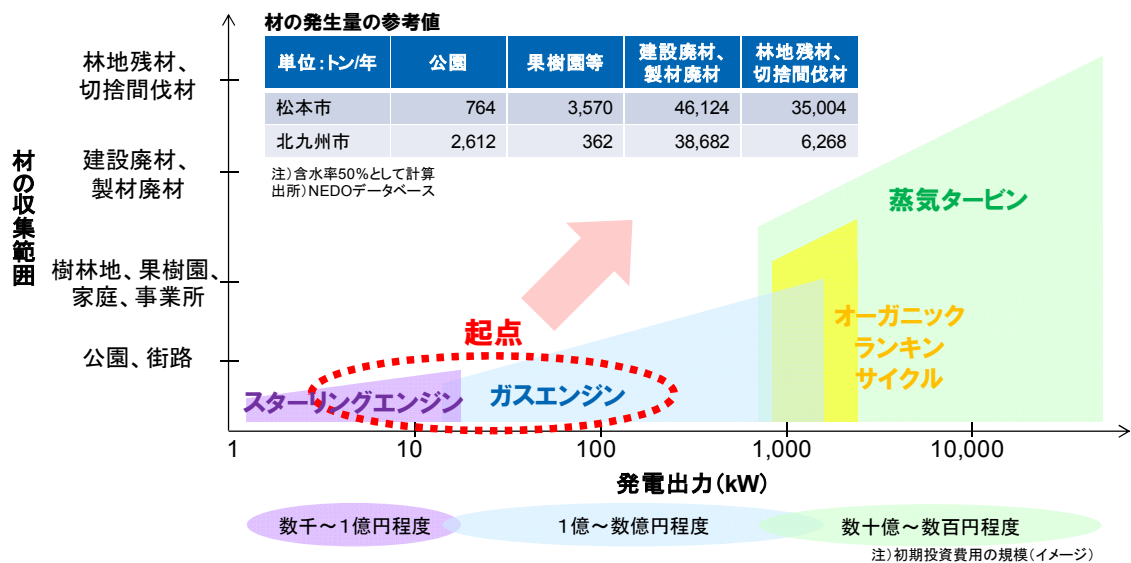 材の発生量の参考値
単位：トン/年 公園 果樹園等 建設廃材、製材廃材 林地残材、切捨間伐材
松本市 764 3,570 46,124 35,004
北九州市 2,612 362 38,682 6,268
注）含水率50%として計算
出所）NEDOデータベース
材の収集範囲
林地残材、
切捨間伐材
建設廃材、
製材廃材
樹林地、果樹園、
家庭、事業所
公園、街路
蒸気タービン
オーガニック
ランキン
サイクル
起点
スターリングエンジン
ガスエンジン
1 10 100 1,000 10,000
発電出力（kW）
数千～1億円程度 1億～数億円程度 数十億～数百円程度
注）初期投資費用の規模（イメージ）